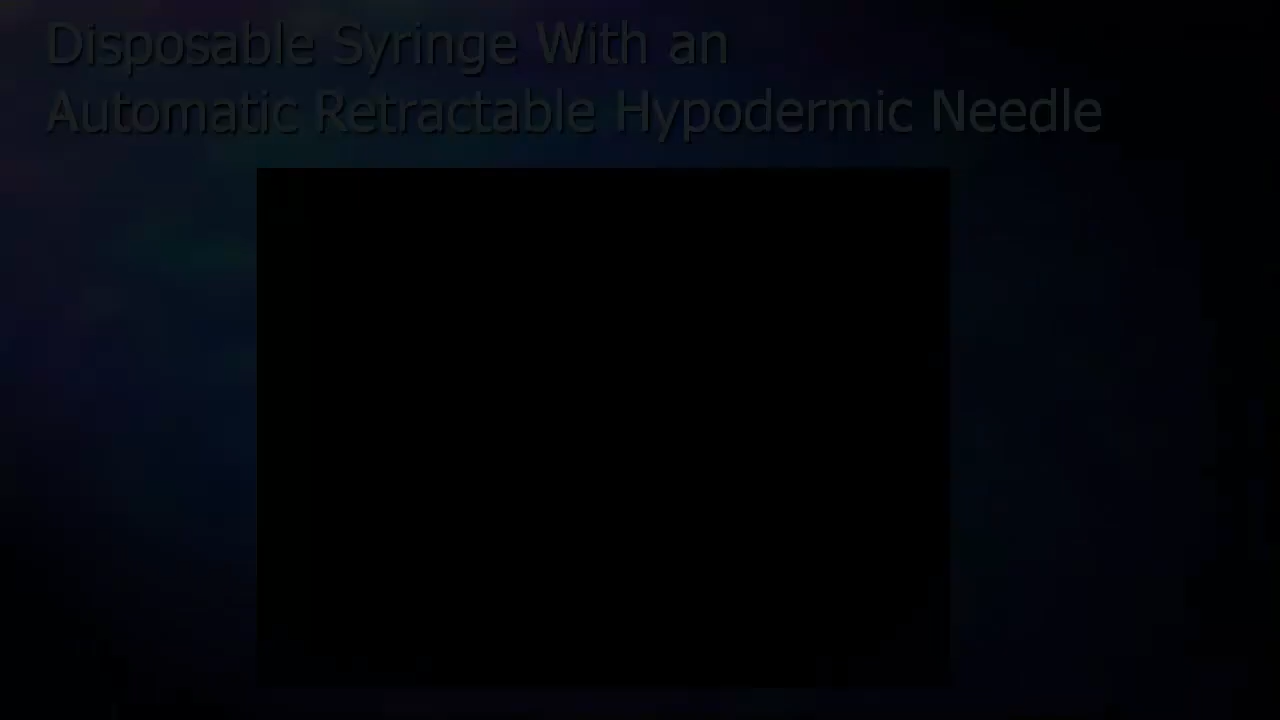 Disposable Syringe With an
Automatic Retractable Hypodermic Needle